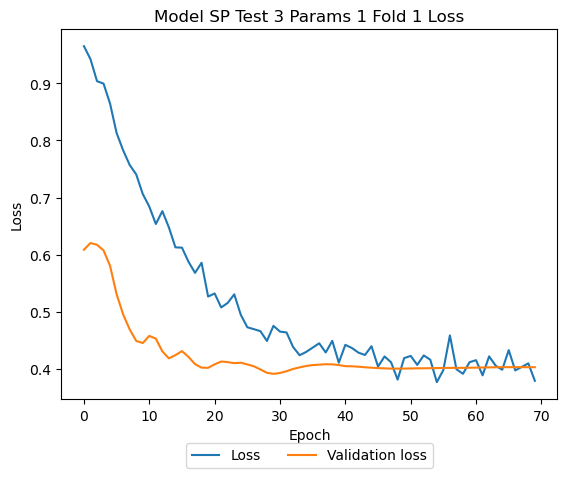 Model SP Test 3 Params 1 Fold 1 Loss
0.9
0.8
0.7
0.6
0.5
0.4
Loss
0 10 20 30 40 50 60 70
Epoch
Loss Validation loss